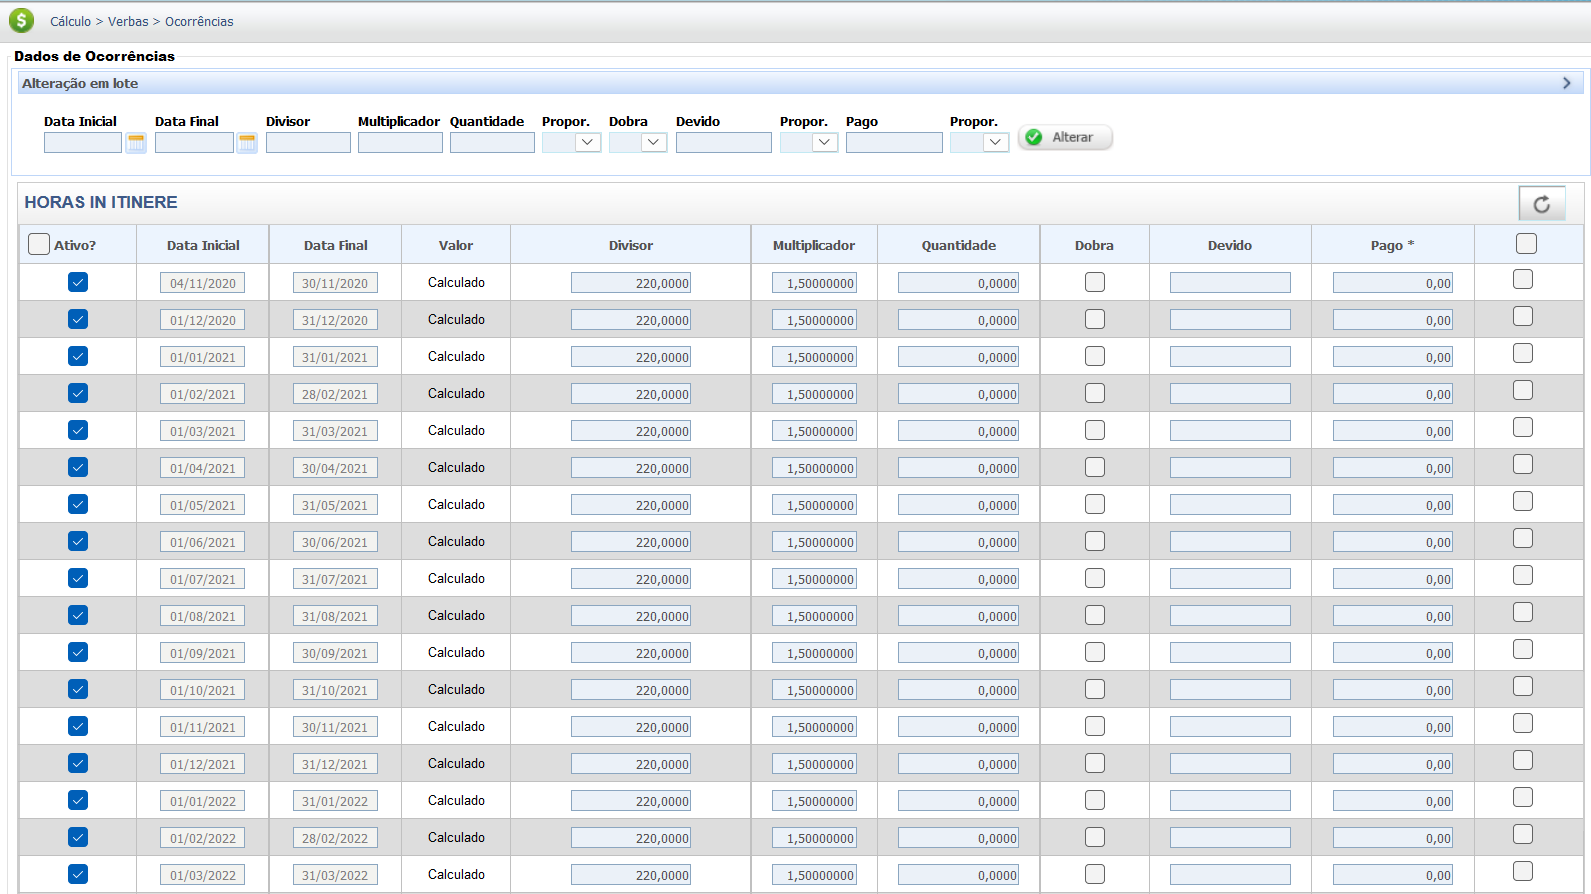 Cálculo > Verbas > Ocorrências
Dados de Ocorrências
Alteração em lote
Data Inicial Data Final Divisor Multiplicador Quantidade Propor. Dobra Devido Propor. Pago Propor.
Alterar
HORAS IN ITINERE
Ativo? Data Inicial Data Final Valor Divisor Multiplicador Quantidade Dobra Devido Pago *
04/11/2020 30/11/2020 Calculado 220,0000 1,50000000 0,0000 0,00
01/12/2020 31/12/2020 Calculado 220,0000 1,50000000 0,0000 0,00
01/01/2021 31/01/2021 Calculado 220,0000 1,50000000 0,0000 0,00
01/02/2021 28/02/2021 Calculado 220,0000 1,50000000 0,0000 0,00
01/03/2021 31/03/2021 Calculado 220,0000 1,50000000 0,0000 0,00
01/04/2021 30/04/2021 Calculado 220,0000 1,50000000 0,0000 0,00
01/05/2021 31/05/2021 Calculado 220,0000 1,50000000 0,0000 0,00
01/06/2021 30/06/2021 Calculado 220,0000 1,50000000 0,0000 0,00
01/07/2021 31/07/2021 Calculado 220,0000 1,50000000 0,0000 0,00
01/08/2021 31/08/2021 Calculado 220,0000 1,50000000 0,0000 0,00
01/09/2021 30/09/2021 Calculado 220,0000 1,50000000 0,0000 0,00
01/10/2021 31/10/2021 Calculado 220,0000 1,50000000 0,0000 0,00
01/11/2021 30/11/2021 Calculado 220,0000 1,50000000 0,0000 0,00
01/12/2021 31/12/2021 Calculado 220,0000 1,50000000 0,0000 0,00
01/01/2022 31/01/2022 Calculado 220,0000 1,50000000 0,0000 0,00
01/02/2022 28/02/2022 Calculado 220,0000 1,50000000 0,0000 0,00
01/03/2022 31/03/2022 Calculado 220,0000 1,50000000 0,0000 0,00